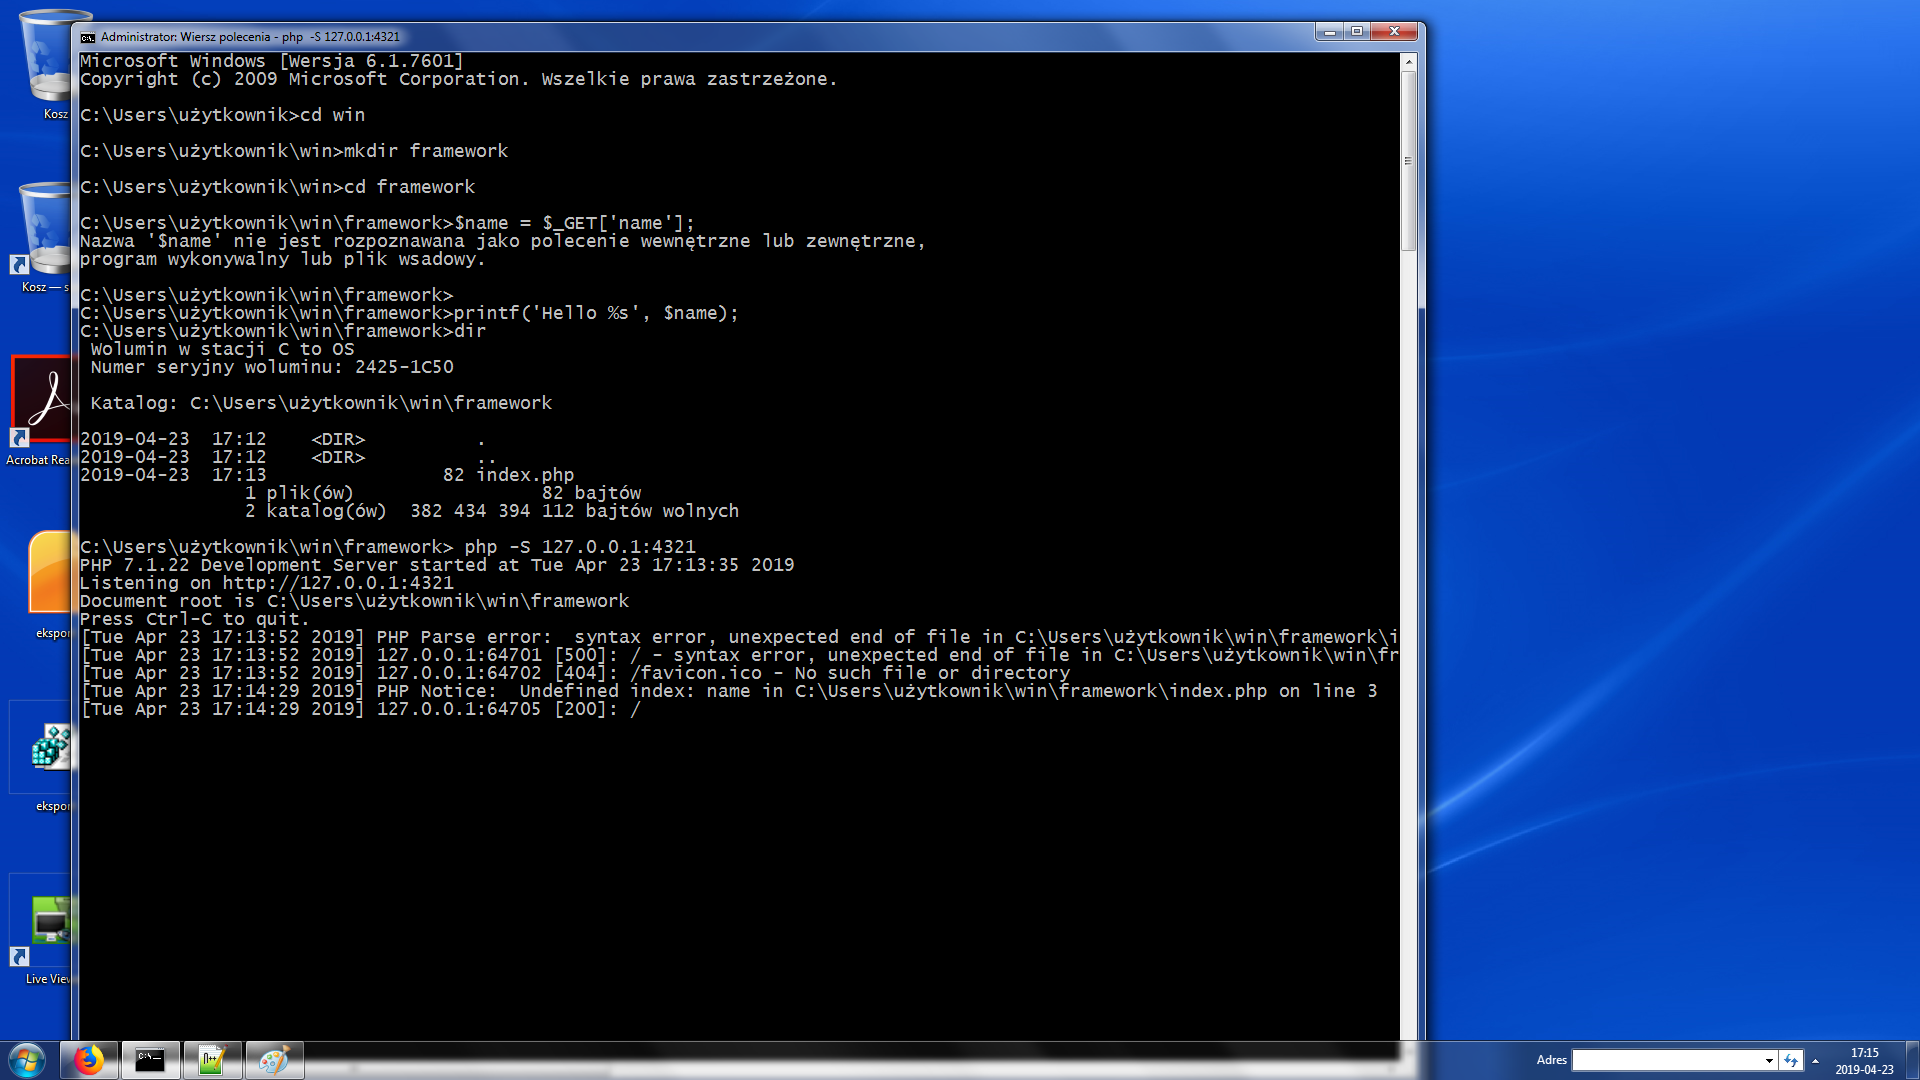 Administrator: Wiersz polecenia - php  -S 127.0.0.1:4321
Microsoft Windows [Wersja 6.1.7601]
Copyright (c) 2009 Microsoft Corporation. Wszelkie prawa zastrzeżone.
C:\Users\użytkownik>cd win
C:\Users\użytkownik\win>mkdir framework
C:\Users\użytkownik\win>cd framework
C:\Users\użytkownik\win\framework>$name = $_GET['name'];
Nazwa '$name' nie jest rozpoznawana jako polecenie wewnętrzne lub zewnętrzne,
program wykonywalny lub plik wsadowy.
C:\Users\użytkownik\win\framework>
C:\Users\użytkownik\win\framework>printf('Hello %s', $name);
C:\Users\użytkownik\win\framework>dir
Wolumin w stacji C to OS
Numer seryjny woluminu: 2425-1C50
Katalog: C:\Users\użytkownik\win\framework
2019-04-23  17:12    <DIR>          .
2019-04-23  17:12    <DIR>          ..
2019-04-23  17:13                82 index.php
1 plik(ów)                 82 bajtów
2 katalog(ów)  382 434 394 112 bajtów wolnych
C:\Users\użytkownik\win\framework> php -S 127.0.0.1:4321
PHP 7.1.22 Development Server started at Tue Apr 23 17:13:35 2019
Listening on http://127.0.0.1:4321
Document root is C:\Users\użytkownik\win\framework
Press Ctrl-C to quit.
[Tue Apr 23 17:13:52 2019] PHP Parse error:  syntax error, unexpected end of file in C:\Users\użytkownik\win\framework\i
[Tue Apr 23 17:13:52 2019] 127.0.0.1:64701 [500]: / - syntax error, unexpected end of file in C:\Users\użytkownik\win\fr
[Tue Apr 23 17:13:52 2019] 127.0.0.1:64702 [404]: /favicon.ico - No such file or directory
[Tue Apr 23 17:14:29 2019] PHP Notice:  Undefined index: name in C:\Users\użytkownik\win\framework\index.php on line 3
[Tue Apr 23 17:14:29 2019] 127.0.0.1:64705 [200]: /
Kosz
Kosz — s
Acrobat Rea
ekspor
ekspor
Live View
Adres
17:15
2019-04-23